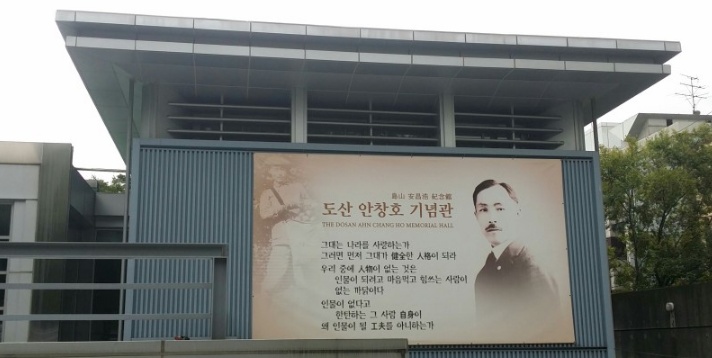 島山 安昌浩 紀念館
도산 안창호 기념관
THE DOSAN AHN CHANG HO MEMORIAL HALL
그대는 나라를 사랑하는가
그러면 먼저 그대가 健全한 人格이 되라
우리 중에 人物이 없는 것은
인물이 되려고 마음먹고 힘쓰는 사람이
없는 까닭이다
인물이 없다고
한탄하는 그 사람 自身이
왜 인물이 될 工夫를 아니하는가